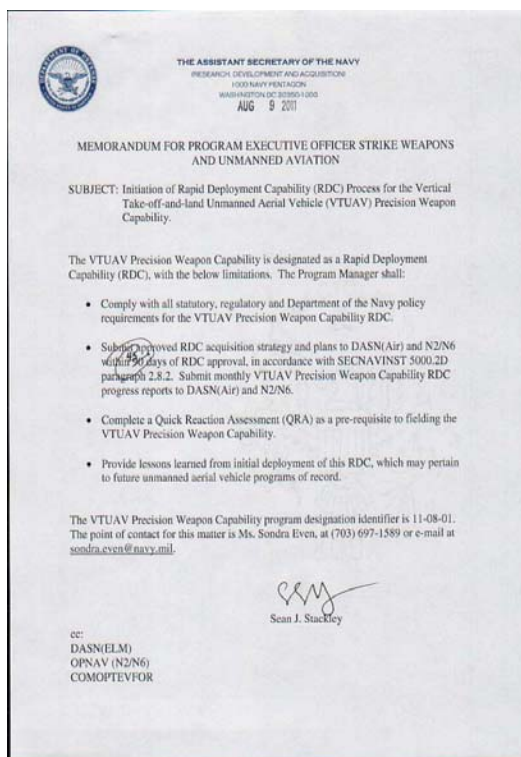 THE ASSISTANT SECRETARY OF THE NAVY
(RESEARCH, DEVELOPMENT AND ACQUISITION)
1000 NAVY PENTAGON
WASHINGTON DC 20350-1000
AUG 9 2011
MEMORANDUM FOR PROGRAM EXECUTIVE OFFICER STRIKE WEAPONS
AND UNMANNED AVIATION
SUBJECT: Initiation of Rapid Deployment Capability (RDC) Process for the Vertical
Take-off-and-land Unmanned Aerial Vehicle (VTUAV) Precision Weapon
Capability.
The VTUAV Precision Weapon Capability is designated as a Rapid Deployment
Capability (RDC), with the below limitations. The Program Manager shall:
• Comply with all statutory, regulatory and Department of the Navy policy
requirements for the VTUAV Precision Weapon Capability RDC.
• Submit approved RDC acquisition strategy and plans to DASN(Air) and N2/N6
within 90 days of RDC approval, in accordance with SECNAVINST 5000.2D
paragraph 2.8.2. Submit monthly VTUAV Precision Weapon Capability RDC
progress reports to DASN(Air) and N2/N6.
• Complete a Quick Reaction Assessment (QRA) as a pre-requisite to fielding the
VTUAV Precision Weapon Capability.
• Provide lessons learned from initial deployment of this RDC, which may pertain
to future unmanned aerial vehicle programs of record.
The VTUAV Precision Weapon Capability program designation identifier is 11-08-01.
The point of contact for this matter is Ms. Sondra Even, at (703) 697-1589 or e-mail at
sondra.even@navy.mil.
Sean J. Stackley
cc:
DASN(ELM)
OPNAV (N2/N6)
COMOPTEVFOR